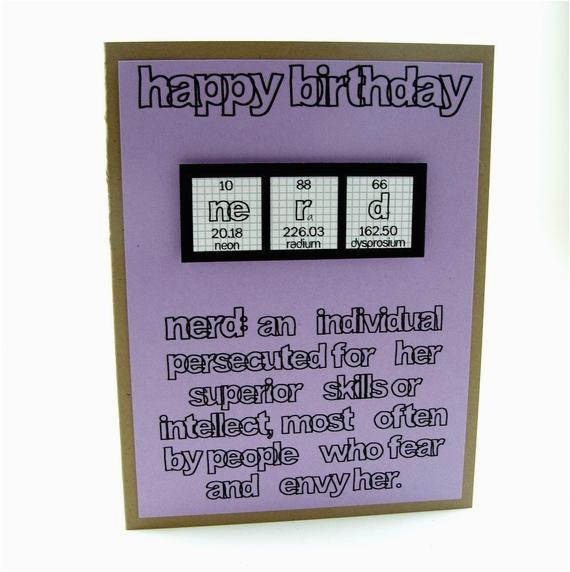 happy birthday
10 88 66
ne ra d
20.18 226.03 162.50
neon radium dysprosium
nerd: an individual
persecuted for her
superior skills or
intellect, most often
by people who fear
and envy her.